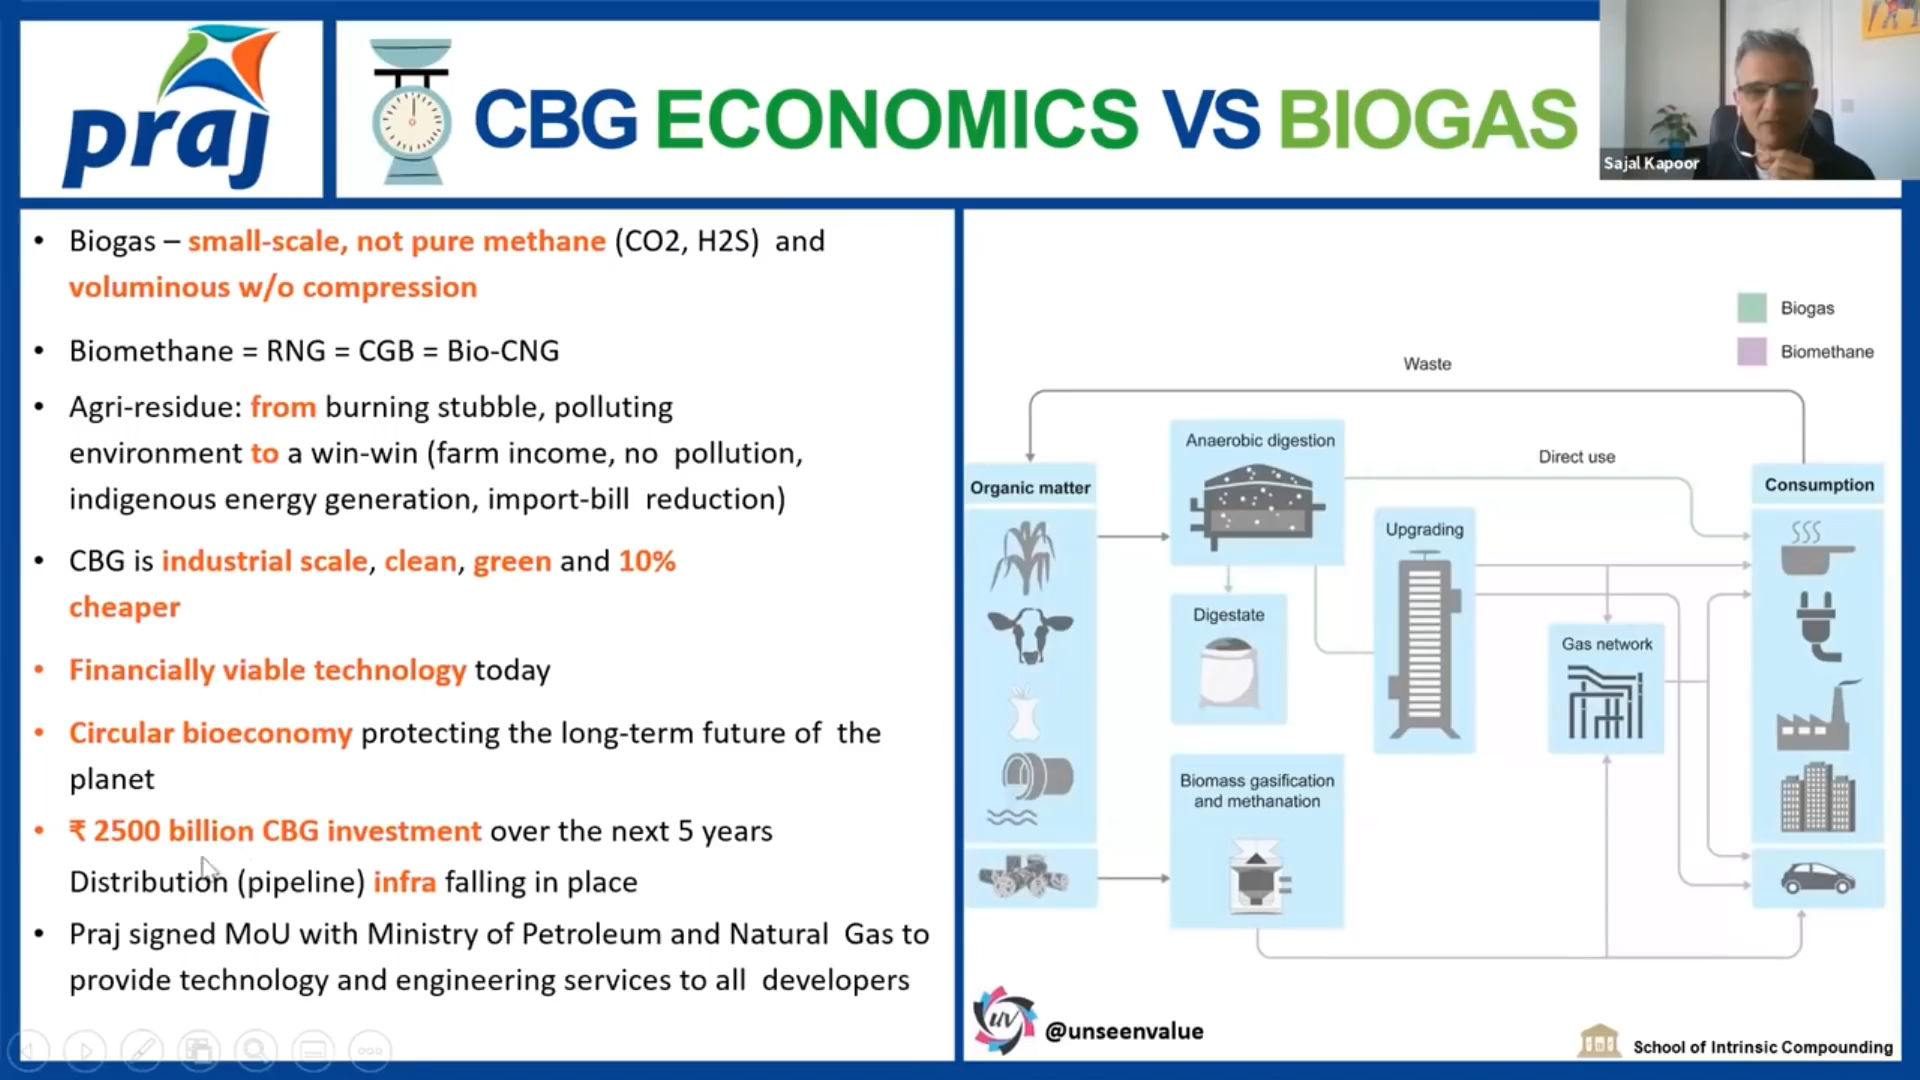 praj
CBG ECONOMICS VS BIOGAS
Sajal Kapoor
• Biogas – small-scale, not pure methane (CO2, H2S) and
voluminous w/o compression
• Biomethane = RNG = CGB = Bio-CNG
• Agri-residue: from burning stubble, polluting
environment to a win-win (farm income, no pollution,
indigenous energy generation, import-bill reduction)
• CBG is industrial scale, clean, green and 10%
cheaper
• Financially viable technology today
• Circular bioeconomy protecting the long-term future of the
planet
• ₹ 2500 billion CBG investment over the next 5 years
Distribution (pipeline) infra falling in place
• Praj signed MoU with Ministry of Petroleum and Natural Gas to
provide technology and engineering services to all developers
Biogas
Biomethane
Waste
Anaerobic digestion
Direct use
Organic matter
Consumption
Upgrading
Digestate
Gas network
Biomass gasification
and methanation
UV
@unseenvalue
School of Intrinsic Compounding